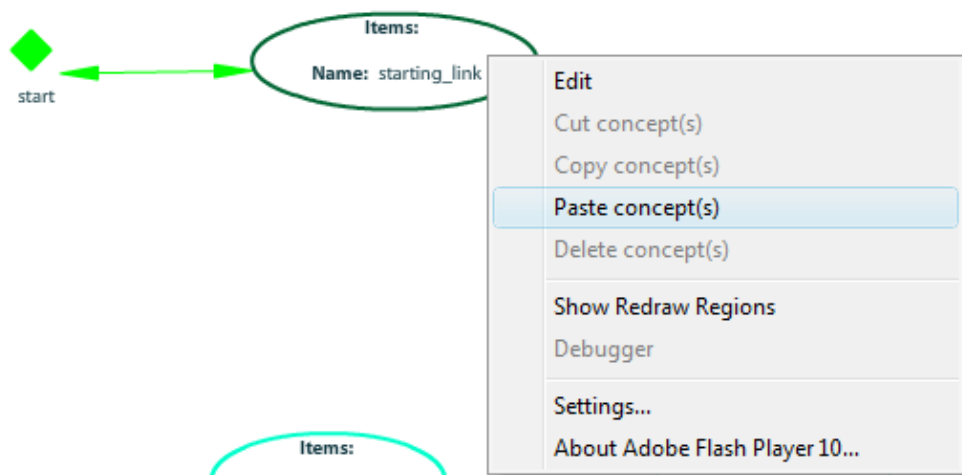 Items:
Name: starting_link
start
Edit
Cut concept(s)
Copy concept(s)
Paste concept(s)
Delete concept(s)
Show Redraw Regions
Debugger
Settings...
About Adobe Flash Player 10...
Items: